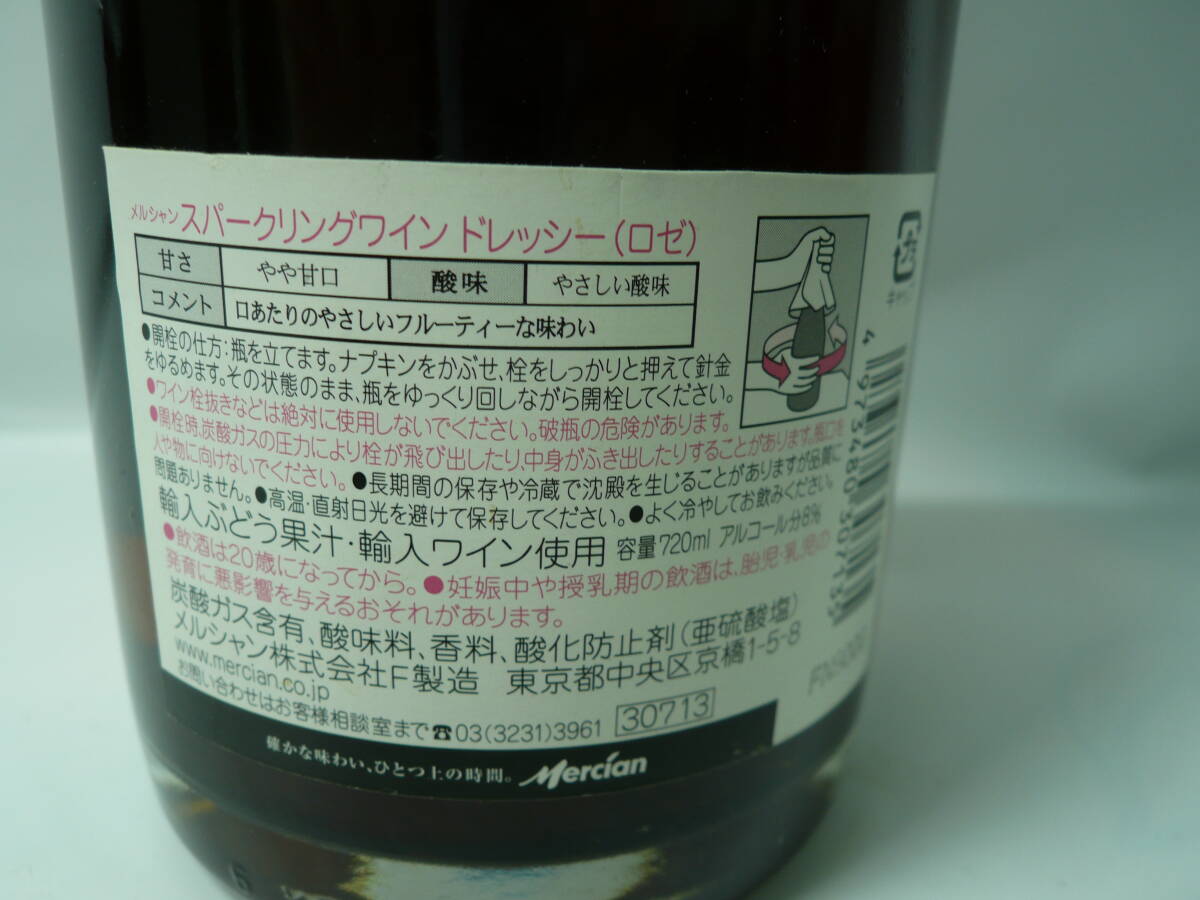 メルシャン スパークリングワイン ドレッシー(ロゼ)
甘さ やや甘口 酸味 やさしい酸味
コメント 口あたりのやさしいフルーティーな味わい
●開栓の仕方:瓶を立てます。ナプキンをかぶせ、栓をしっかりと押えて針金
をゆるめます。その状態のまま、瓶をゆっくり回しながら開栓してください。
●ワイン栓抜きなどは絶対に使用しないでください。破瓶の危険があります。
●開栓時、炭酸ガスの圧力により栓が飛び出したり、中身がふき出したりすることがあります。瓶口を
人や物に向けないでください。●長期間の保存や冷蔵で沈殿を生じることがありますが品質に
問題ありません。●高温・直射日光を避けて保存してください。●よく冷やしてお飲みください。
輸入ぶどう果汁・輸入ワイン使用 容量720ml アルコール分8%
●飲酒は20歳になってから。●妊娠中や授乳期の飲酒は、胎児・乳児の
発育に悪影響を与えるおそれがあります。
炭酸ガス含有、酸味料、香料、酸化防止剤(亜硫酸塩)
メルシャン株式会社F製造 東京都中央区京橋1-5-8
www.mercian.co.jp
お問い合わせはお客様相談室まで☎03(3231)3961 30713
確かな味わい、ひとつ上の時間。 Mercian
4 973480 307135